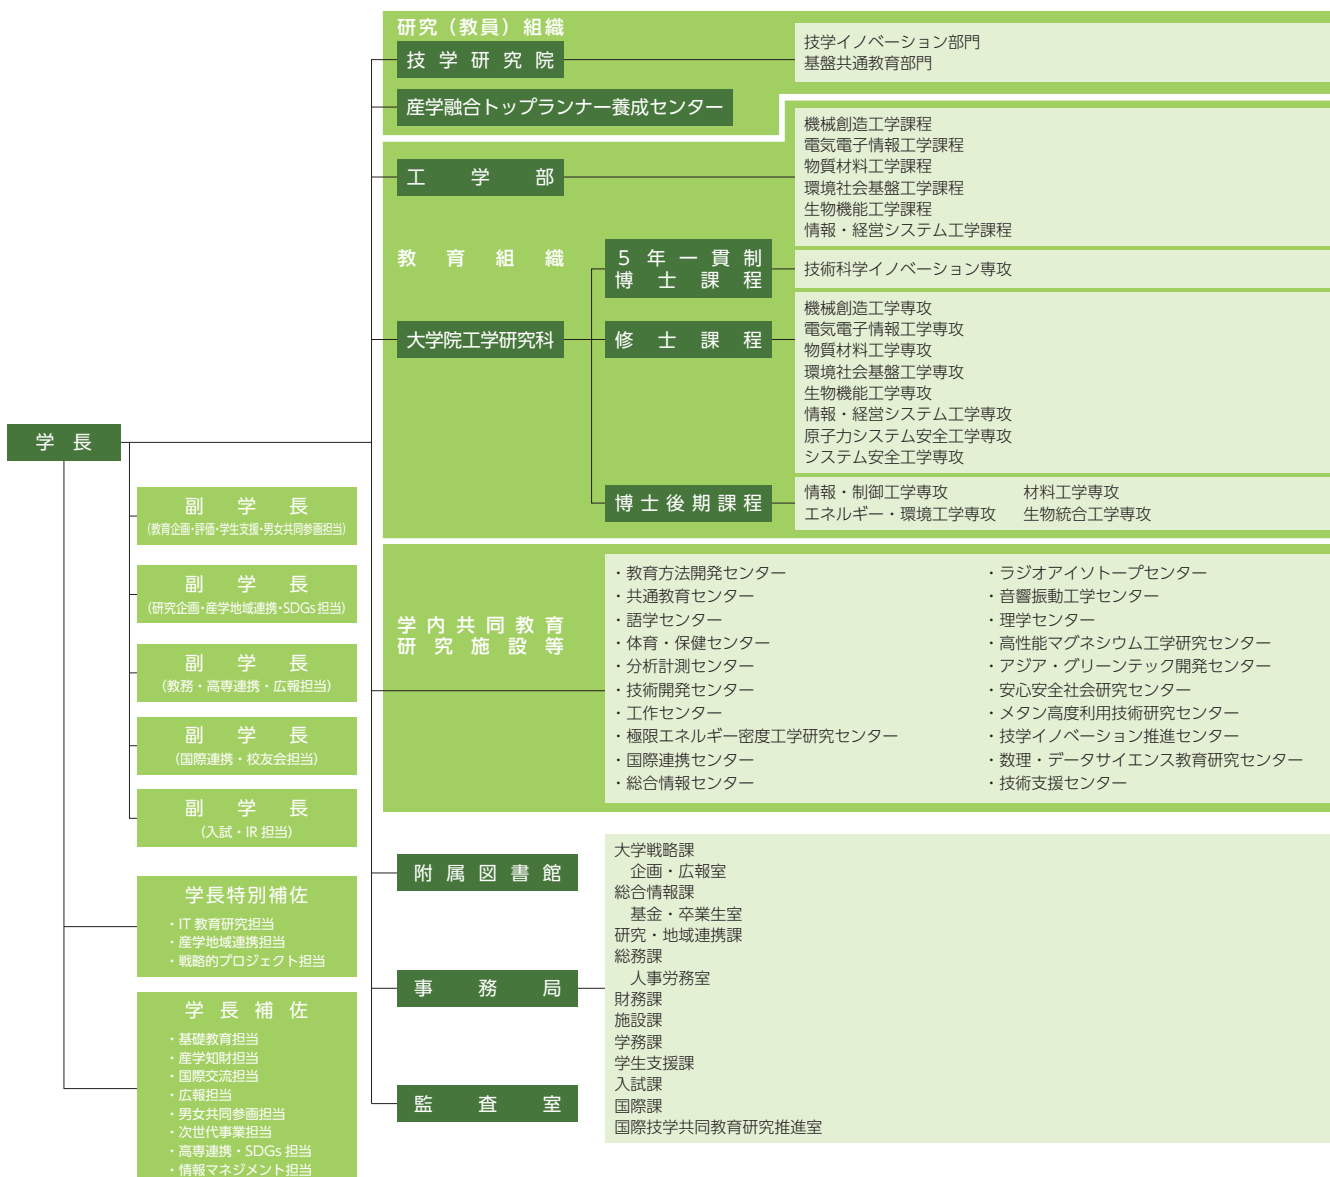 学長
副学長
（教育企画・評価・学生支援・男女共同参画担当）
副学長
（研究企画・産学地域連携・SDGs担当）
副学長
（教務・高専連携・広報担当）
副学長
（国際連携・校友会担当）
副学長
（入試・IR 担当）
学長特別補佐
・IT 教育研究担当
・産学地域連携担当
・戦略的プロジェクト担当
学長補佐
・基礎教育担当
・産学知財担当
・国際交流担当
・広報担当
・男女共同参画担当
・次世代事業担当
・高専連携・SDGs 担当
・情報マネジメント担当
研究（教員）組織
技学研究院
技学イノベーション部門
基盤共通教育部門
産学融合トップランナー養成センター
教育組織
工学部
機械創造工学課程
電気電子情報工学課程
物質材料工学課程
環境社会基盤工学課程
生物機能工学課程
情報・経営システム工学課程
大学院工学研究科
5年一貫制
博士課程
技術科学イノベーション専攻
修士課程
機械創造工学専攻
電気電子情報工学専攻
物質材料工学専攻
環境社会基盤工学専攻
生物機能工学専攻
情報・経営システム工学専攻
原子力システム安全工学専攻
システム安全工学専攻
博士後期課程
情報・制御工学専攻 材料工学専攻
エネルギー・環境工学専攻 生物統合工学専攻
学内共同教育
研究施設等
・教育方法開発センター
・共通教育センター
・語学センター
・体育・保健センター
・分析計測センター
・技術開発センター
・工作センター
・極限エネルギー密度工学研究センター
・国際連携センター
・総合情報センター
・ラジオアイソトープセンター
・音響振動工学センター
・理学センター
・高性能マグネシウム工学研究センター
・アジア・グリーンテック開発センター
・安心安全社会研究センター
・メタン高度利用技術研究センター
・技学イノベーション推進センター
・数理・データサイエンス教育研究センター
・技術支援センター
附属図書館
事務局
大学戦略課
企画・広報室
総合情報課
基金・卒業生室
研究・地域連携課
総務課
人事労務室
財務課
施設課
学務課
学生支援課
入試課
国際課
国際技学共同教育研究推進室
監査室